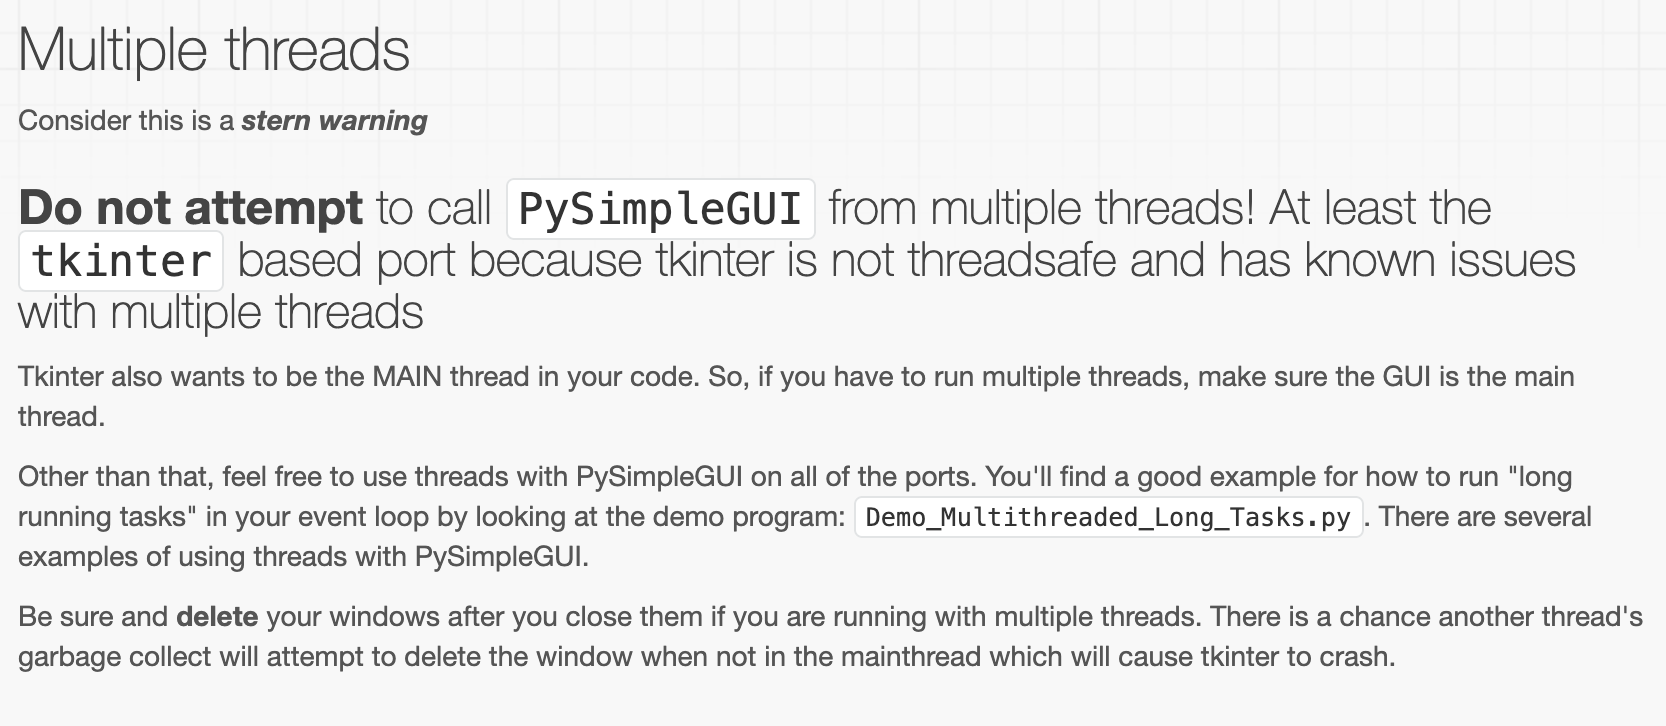 Multiple threads
Consider this is a stern warning
Do not attempt to call PySimpleGUI from multiple threads! At least the
tkinter based port because tkinter is not threadsafe and has known issues
with multiple threads
Tkinter also wants to be the MAIN thread in your code. So, if you have to run multiple threads, make sure the GUI is the main
thread.
Other than that, feel free to use threads with PySimpleGUI on all of the ports. You'll find a good example for how to run "long
running tasks" in your event loop by looking at the demo program: Demo_Multithreaded_Long_Tasks.py . There are several
examples of using threads with PySimpleGUI.
Be sure and delete your windows after you close them if you are running with multiple threads. There is a chance another thread's
garbage collect will attempt to delete the window when not in the mainthread which will cause tkinter to crash.